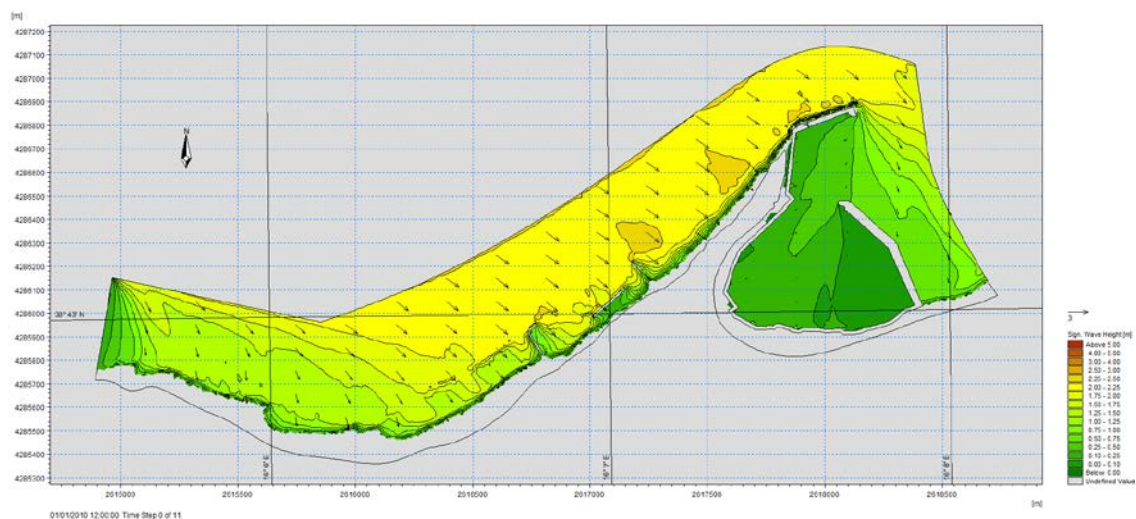 [m]
4287200
4287100
4287000
4286900
4286800
4286700
4286600
4286500
4286400
4286300
4286200
4286100
4286000
4285900
4285800
4285700
4285600
4285500
4285400
4285300
N
38° 43' N
2615000
2615500
2616000
2616500
2617000
2617500
2618000
2618500
[m]
3
Sign. Wave Height [m]
Above 5.00
4.00 - 5.00
3.00 - 4.00
2.50 - 3.00
2.25 - 2.50
2.00 - 2.25
1.75 - 2.00
1.50 - 1.75
1.25 - 1.50
1.00 - 1.25
0.75 - 1.00
0.50 - 0.75
0.25 - 0.50
0.10 - 0.25
0.00 - 0.10
Below 0.00
Undefined Value
01/01/2010 12:00:00 Time Step 0 of 11